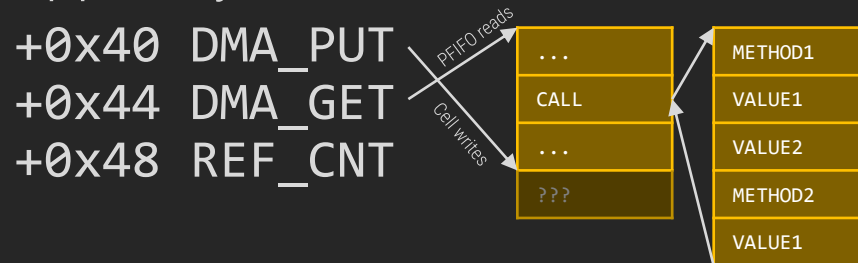 +0x40 DMA_PUT
+0x44 DMA_GET
+0x48 REF_CNT
PFIFO reads
Cell writes
...
CALL
...
???
METHOD1
VALUE1
VALUE2
METHOD2
VALUE1